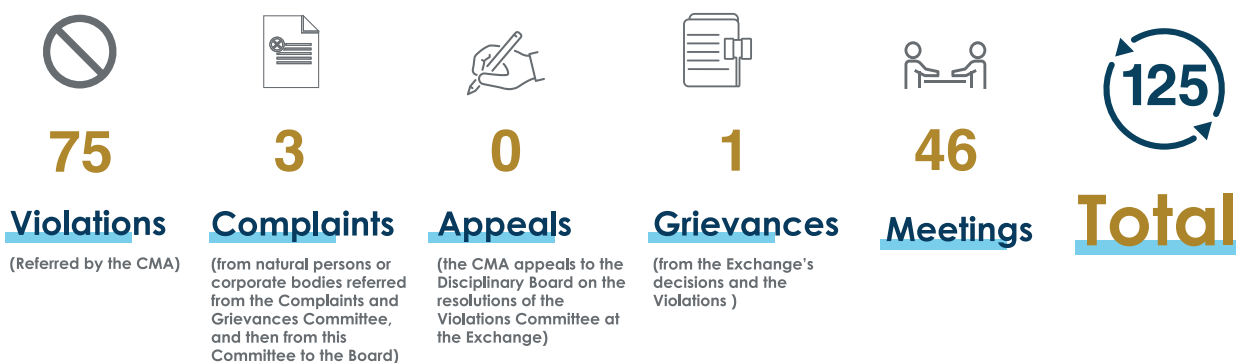 75
Violations
(Referred by the CMA)
3
Complaints
(from natural persons or
corporate bodies referred
from the Complaints and
Grievances Committee,
and then from this
Committee to the Board)
0
Appeals
(the CMA appeals to the
Disciplinary Board on the
resolutions of the
Violations Committee at
the Exchange)
1
Grievances
(from the Exchange’s
decisions and the
Violations )
46
Meetings
125
Total